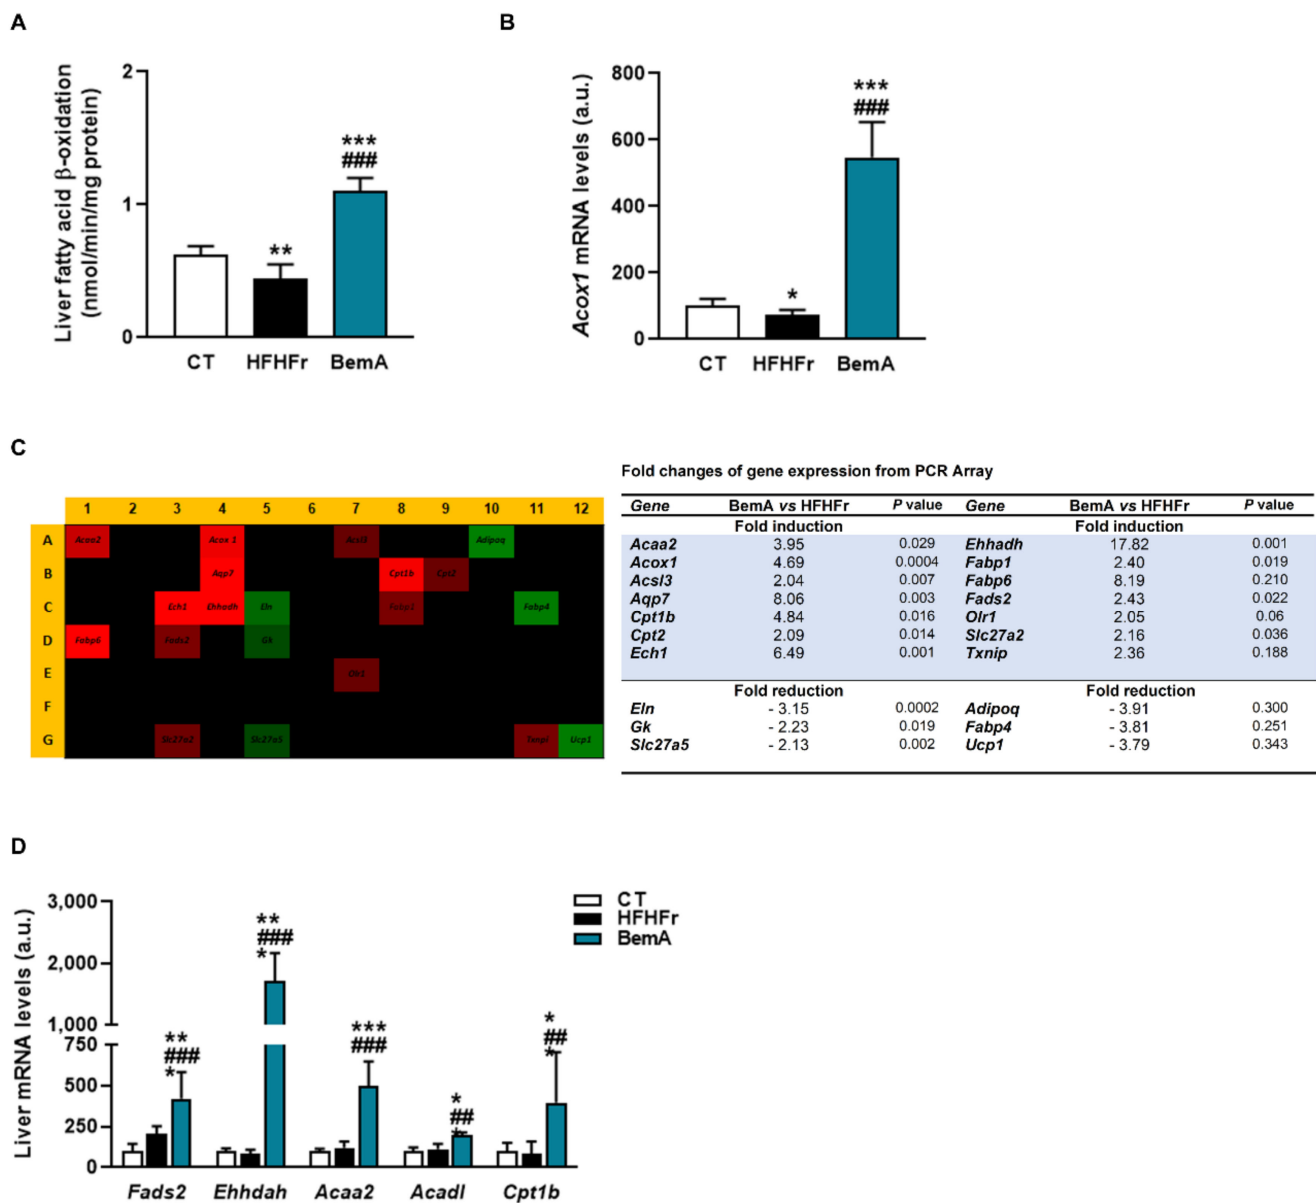 A
Liver fatty acid β-oxidation
(nmol/min/mg protein)
2
1
0
**
***
###
CT HFHFr BemA
B
Acox1 mRNA levels (a.u.)
800
600
400
200
0
*
***
###
CT HFHFr BemA
C
1 2 3 4 5 6 7 8 9 10 11 12
A Acaa2 Acox 1 Acsl3 Adipoq
B Aqp7 Cpt1b Cpt2
C Ech1 Ehhadh Eln Fabp1 Fabp4
D Fabp6 Fads2 Gk
E Olr1
F
G Slc27a2 Slc27a5 Ucp1
Fold changes of gene expression from PCR Array
Gene BemA vs HFHFr P value Gene BemA vs HFHFr P value
Fold induction Fold induction
Acaa2 3.95 0.029 Ehhadh 17.82 0.001
Acox1 4.69 0.0004 Fabp1 2.40 0.019
Acsl3 2.04 0.007 Fabp6 8.19 0.210
Aqp7 8.06 0.003 Fads2 2.43 0.022
Cpt1b 4.84 0.016 Olr1 2.05 0.06
Cpt2 2.09 0.014 Slc27a2 2.16 0.036
Ech1 6.49 0.001 Txnip 2.36 0.188
Fold reduction Fold reduction
Eln - 3.15 0.0002 Adipoq - 3.91 0.300
Gk - 2.23 0.019 Fabp4 - 3.81 0.251
Slc27a5 - 2.13 0.002 Ucp1 - 3.79 0.343
D
Liver mRNA levels (a.u.)
3,000
2,000
1,000
750
500
250
0
**
###
*
**
###
*
***
###
*
##
*
*
##
*
CT
HFHFr
BemA
Fads2 Ehhdah Acaa2 Acadl Cpt1b